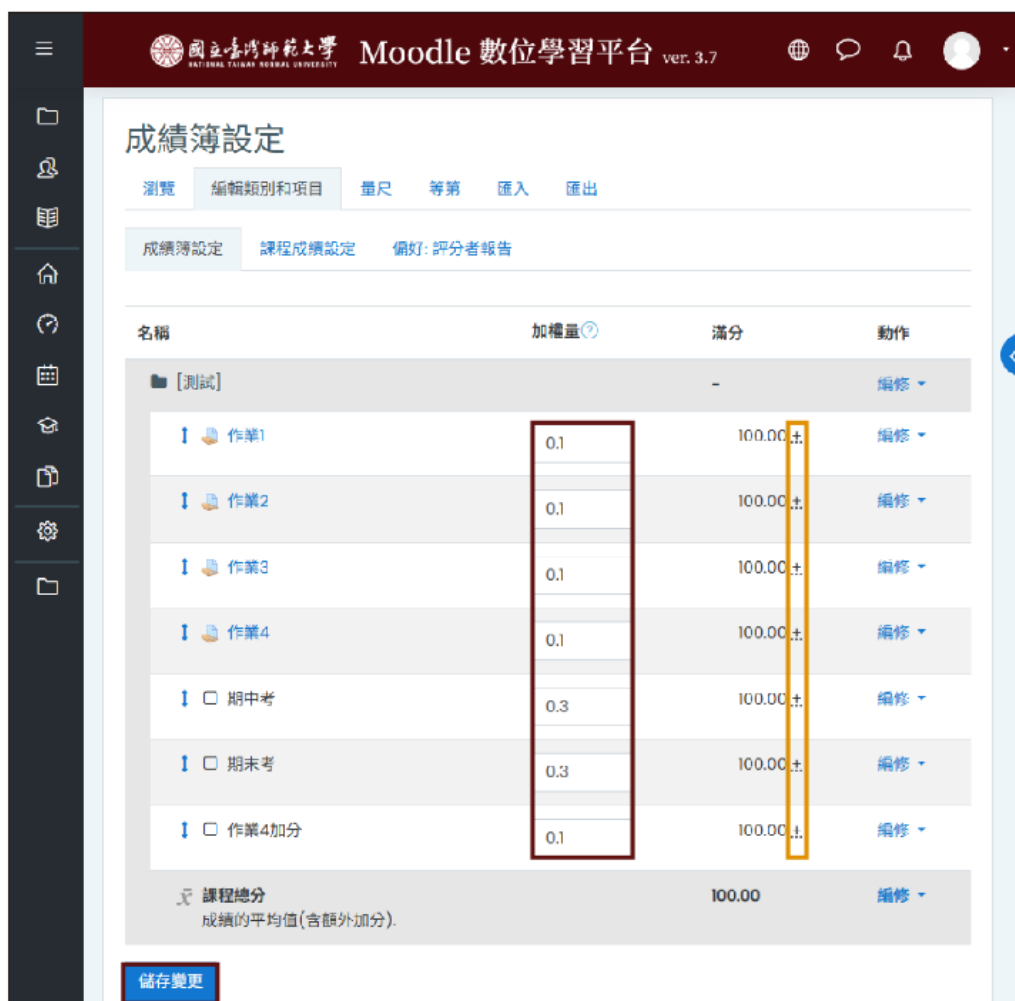 國立臺灣師範大學 Moodle 數位學習平台 ver. 3.7
NATIONAL TAIWAN NORMAL UNIVERSITY
成績簿設定
瀏覽 編輯類別和項目 量尺 等第 匯入 匯出
成績簿設定 課程成績設定 偏好: 評分者報告
名稱 加權量 滿分 動作
[測試] - 編修
作業1 0.1 100.00 + 編修
作業2 0.1 100.00 + 編修
作業3 0.1 100.00 + 編修
作業4 0.1 100.00 + 編修
期中考 0.3 100.00 + 編修
期末考 0.3 100.00 + 編修
作業4加分 0.1 100.00 + 編修
課程總分 100.00 編修
成績的平均值(含額外加分).
儲存變更